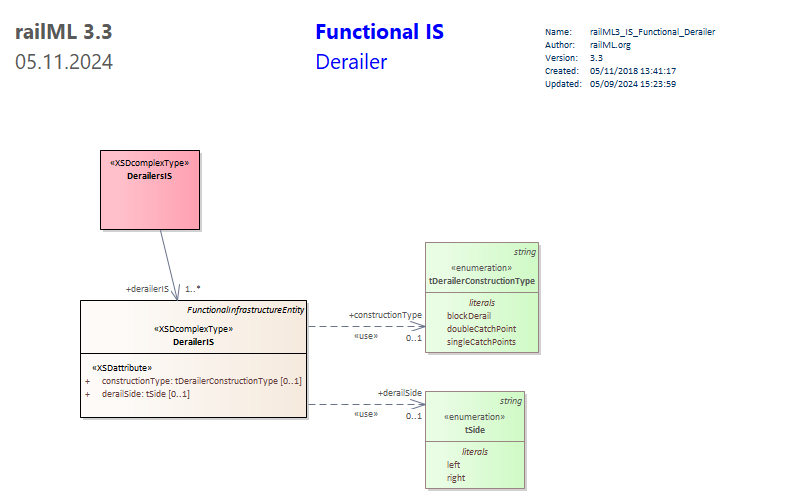 railML 3.3
05.11.2024
Functional IS
Derailer
Name: railML3_IS_Functional_Derailer
Author: railML.org
Version: 3.3
Created: 05/11/2018 13:41:17
Updated: 05/09/2024 15:23:59
«XSDcomplexType»
DerailersIS
+derailerIS 1..*
FunctionalInfrastructureEntity
«XSDcomplexType»
DerailerIS
«XSDattribute»
+ constructionType: tDerailerConstructionType [0..1]
+ derailSide: tSide [0..1]
+constructionType
«use» 0..1
string
«enumeration»
tDerailerConstructionType
literals
blockDerail
doubleCatchPoint
singleCatchPoints
+derailSide
«use» 0..1
string
«enumeration»
tSide
literals
left
right